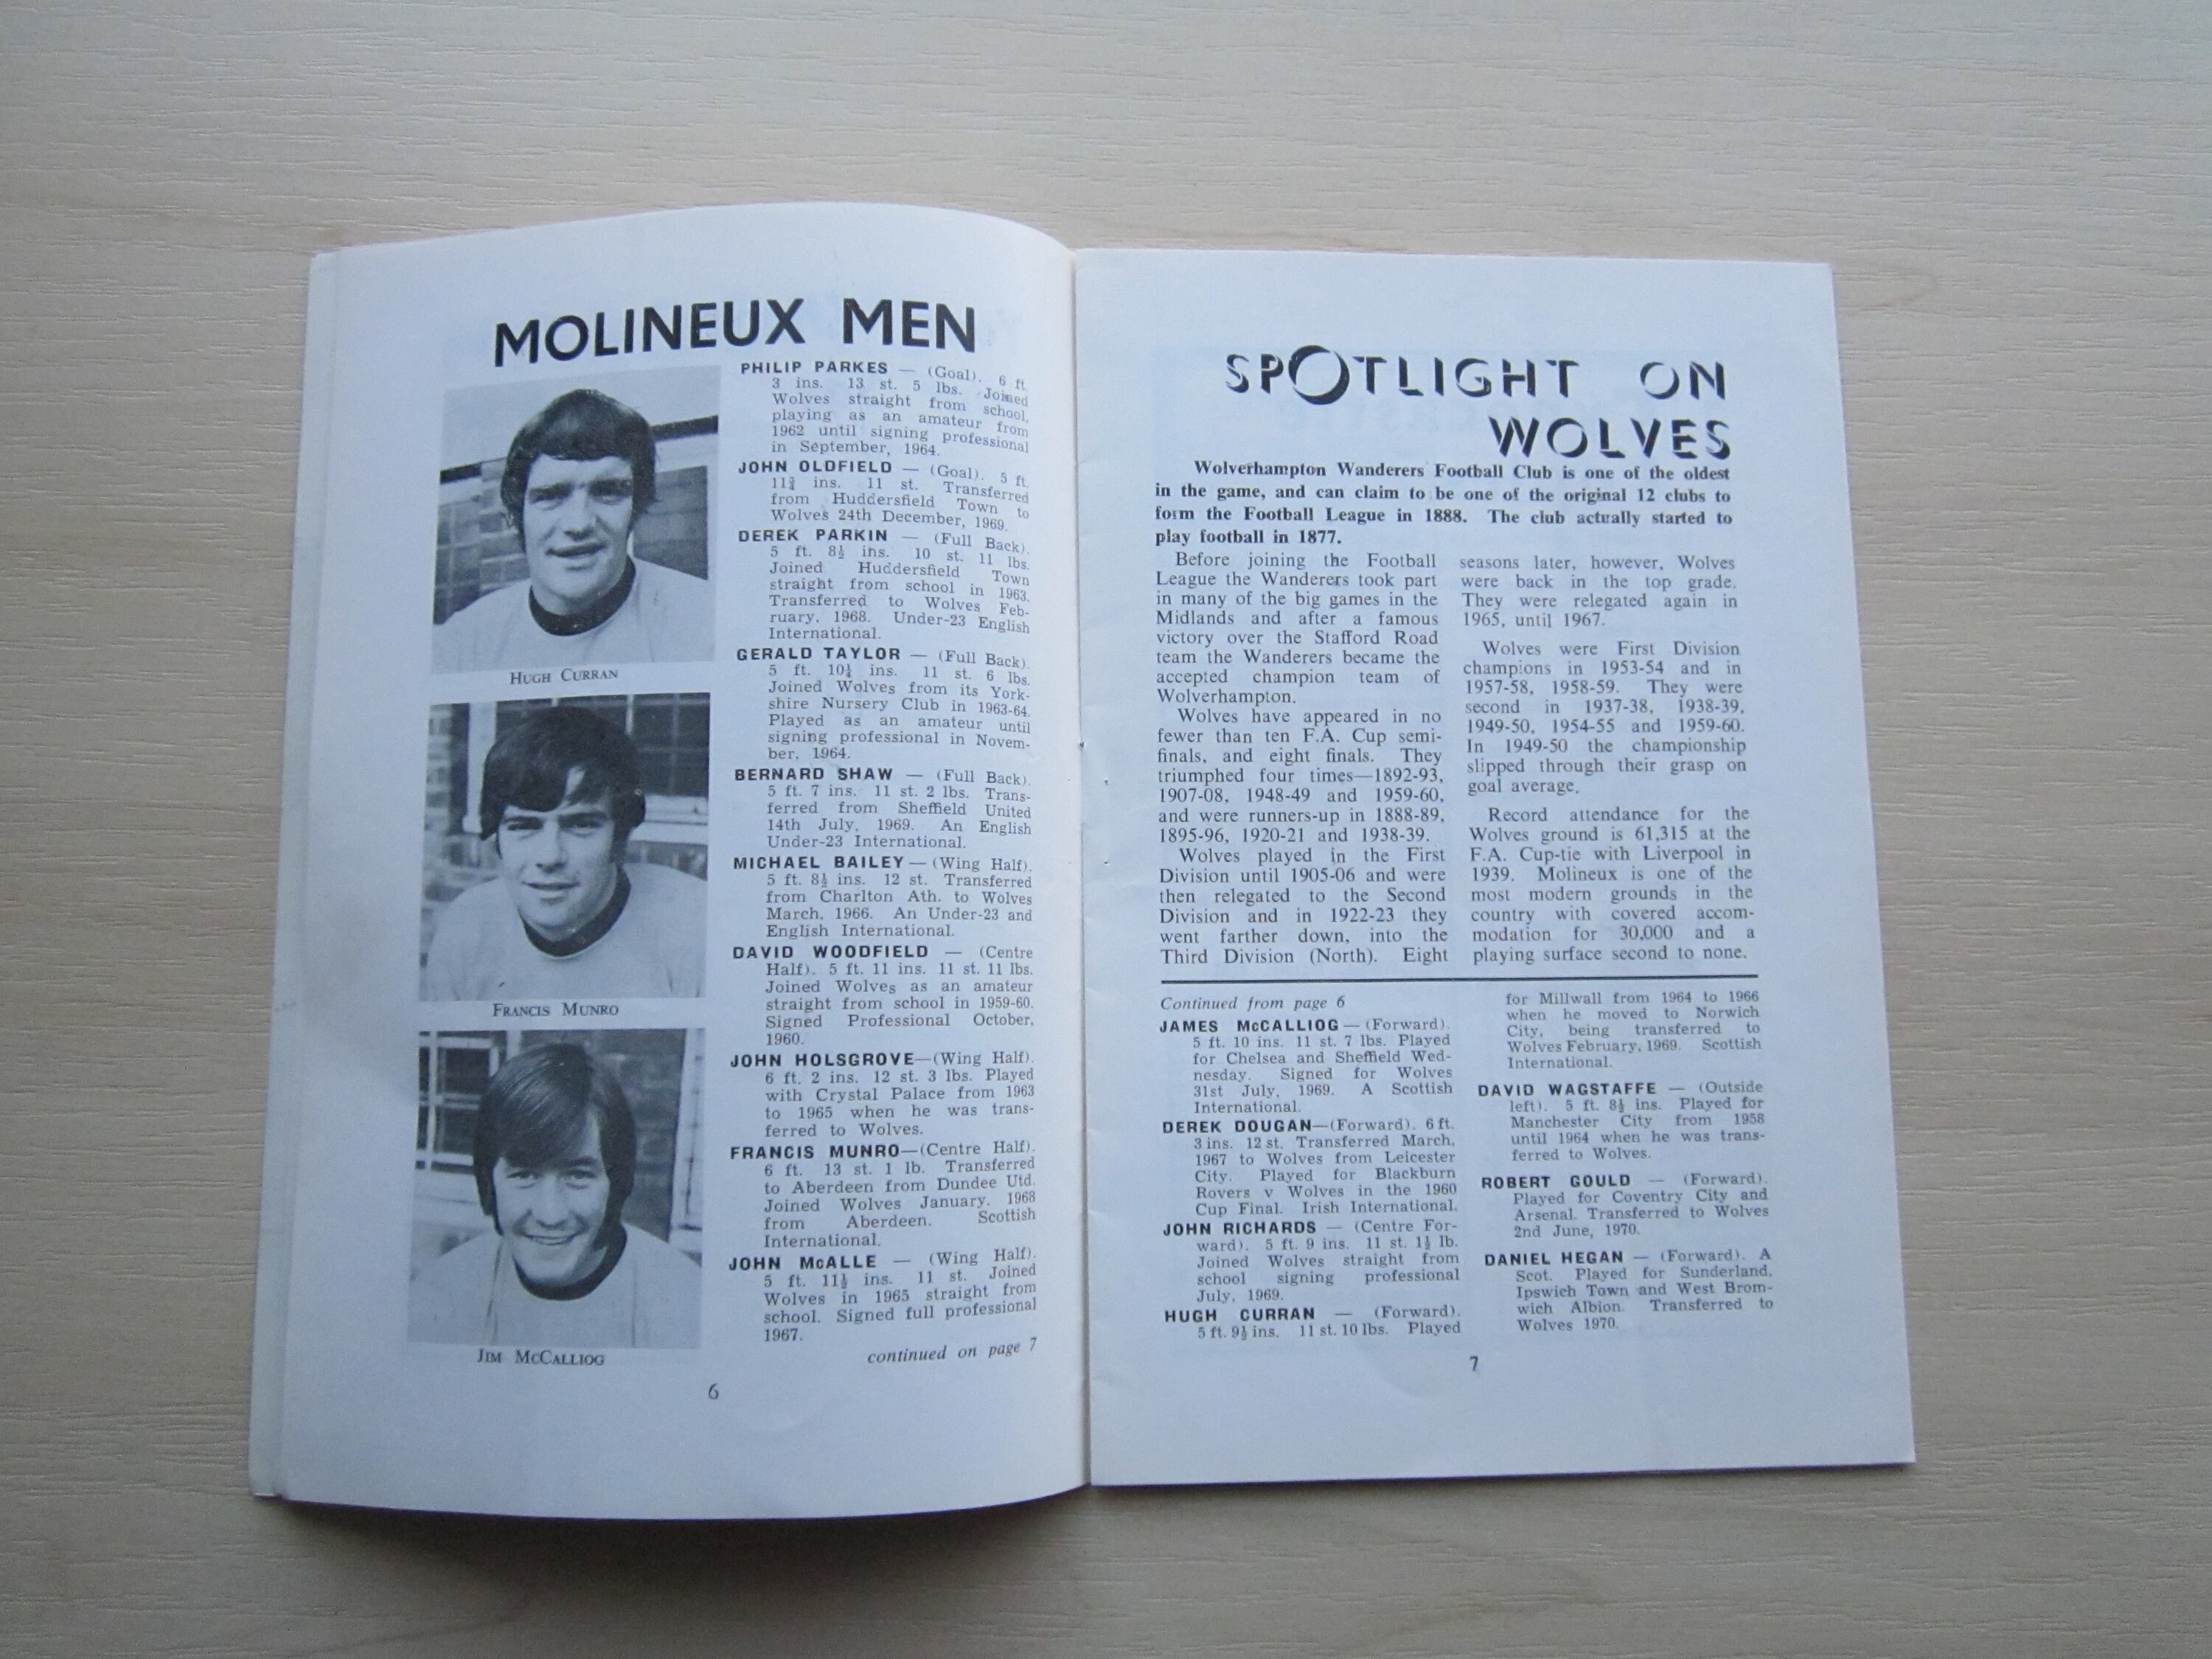 MOLINEUX MEN
HUGH CURRAN
FRANCIS MUNRO
JIM McCALLIOG
PHILIP PARKES — (Goal). 6 ft.
3 ins. 13 st. 5 lbs. Joined
Wolves straight from school,
playing as an amateur from
1962 until signing professional
in September, 1964.
JOHN OLDFIELD — (Goal). 5 ft.
11¾ ins. 11 st. Transferred
from Huddersfield Town to
Wolves 24th December, 1969.
DEREK PARKIN — (Full Back).
5 ft. 8½ ins. 10 st. 11 lbs.
Joined Huddersfield Town
straight from school in 1963.
Transferred to Wolves Feb-
ruary, 1968. Under-23 English
International.
GERALD TAYLOR — (Full Back).
5 ft. 10½ ins. 11 st. 6 lbs.
Joined Wolves from its York-
shire Nursery Club in 1963-64.
Played as an amateur until
signing professional in Novem-
ber, 1964.
BERNARD SHAW — (Full Back).
5 ft. 7 ins. 11 st. 2 lbs. Trans-
ferred from Sheffield United
14th July, 1969. An English
Under-23 International.
MICHAEL BAILEY — (Wing Half).
5 ft. 8½ ins. 12 st. Transferred
from Charlton Ath. to Wolves
March, 1966. An Under-23 and
English International.
DAVID WOODFIELD — (Centre
Half). 5 ft. 11 ins. 11 st. 11 lbs.
Joined Wolves as an amateur
straight from school in 1959-60.
Signed Professional October,
1960.
JOHN HOLSGROVE—(Wing Half).
6 ft. 2 ins. 12 st. 3 lbs. Played
with Crystal Palace from 1963
to 1965 when he was trans-
ferred to Wolves.
FRANCIS MUNRO—(Centre Half).
6 ft. 13 st. 1 lb. Transferred
to Aberdeen from Dundee Utd.
Joined Wolves January, 1968
from Aberdeen. Scottish
International.
JOHN McALLE — (Wing Half).
5 ft. 11½ ins. 11 st. Joined
Wolves in 1965 straight from
school. Signed full professional
1967.
continued on page 7
6
SPOTLIGHT ON
WOLVES
Wolverhampton Wanderers Football Club is one of the oldest
in the game, and can claim to be one of the original 12 clubs to
form the Football League in 1888. The club actually started to
play football in 1877.
Before joining the Football
League the Wanderers took part
in many of the big games in the
Midlands and after a famous
victory over the Stafford Road
team the Wanderers became the
accepted champion team of
Wolverhampton.
Wolves have appeared in no
fewer than ten F.A. Cup semi-
finals, and eight finals. They
triumphed four times—1892-93,
1907-08, 1948-49 and 1959-60,
and were runners-up in 1888-89,
1895-96, 1920-21 and 1938-39.
Wolves played in the First
Division until 1905-06 and were
then relegated to the Second
Division and in 1922-23 they
went farther down, into the
Third Division (North). Eight
seasons later, however, Wolves
were back in the top grade.
They were relegated again in
1965, until 1967.
Wolves were First Division
champions in 1953-54 and in
1957-58, 1958-59. They were
second in 1937-38, 1938-39,
1949-50, 1954-55 and 1959-60.
In 1949-50 the championship
slipped through their grasp on
goal average.
Record attendance for the
Wolves ground is 61,315 at the
F.A. Cup-tie with Liverpool in
1939. Molineux is one of the
most modern grounds in the
country with covered accom-
modation for 30,000 and a
playing surface second to none.
Continued from page 6
JAMES McCALLIOG — (Forward).
5 ft. 10 ins. 11 st. 7 lbs. Played
for Chelsea and Sheffield Wed-
nesday. Signed for Wolves
31st July, 1969. A Scottish
International.
DEREK DOUGAN—(Forward). 6 ft.
3 ins. 12 st. Transferred March,
1967 to Wolves from Leicester
City. Played for Blackburn
Rovers v Wolves in the 1960
Cup Final. Irish International.
JOHN RICHARDS — (Centre For-
ward). 5 ft. 9 ins. 11 st. 1½ lb.
Joined Wolves straight from
school signing professional
July, 1969.
HUGH CURRAN — (Forward).
5 ft. 9½ ins. 11 st. 10 lbs. Played
for Millwall from 1964 to 1966
when he moved to Norwich
City, being transferred to
Wolves February, 1969. Scottish
International.
DAVID WAGSTAFFE — (Outside
left). 5 ft. 8½ ins. Played for
Manchester City from 1958
until 1964 when he was trans-
ferred to Wolves.
ROBERT GOULD — (Forward).
Played for Coventry City and
Arsenal. Transferred to Wolves
2nd June, 1970.
DANIEL HEGAN — (Forward). A
Scot. Played for Sunderland,
Ipswich Town and West Brom-
wich Albion. Transferred to
Wolves 1970.
7